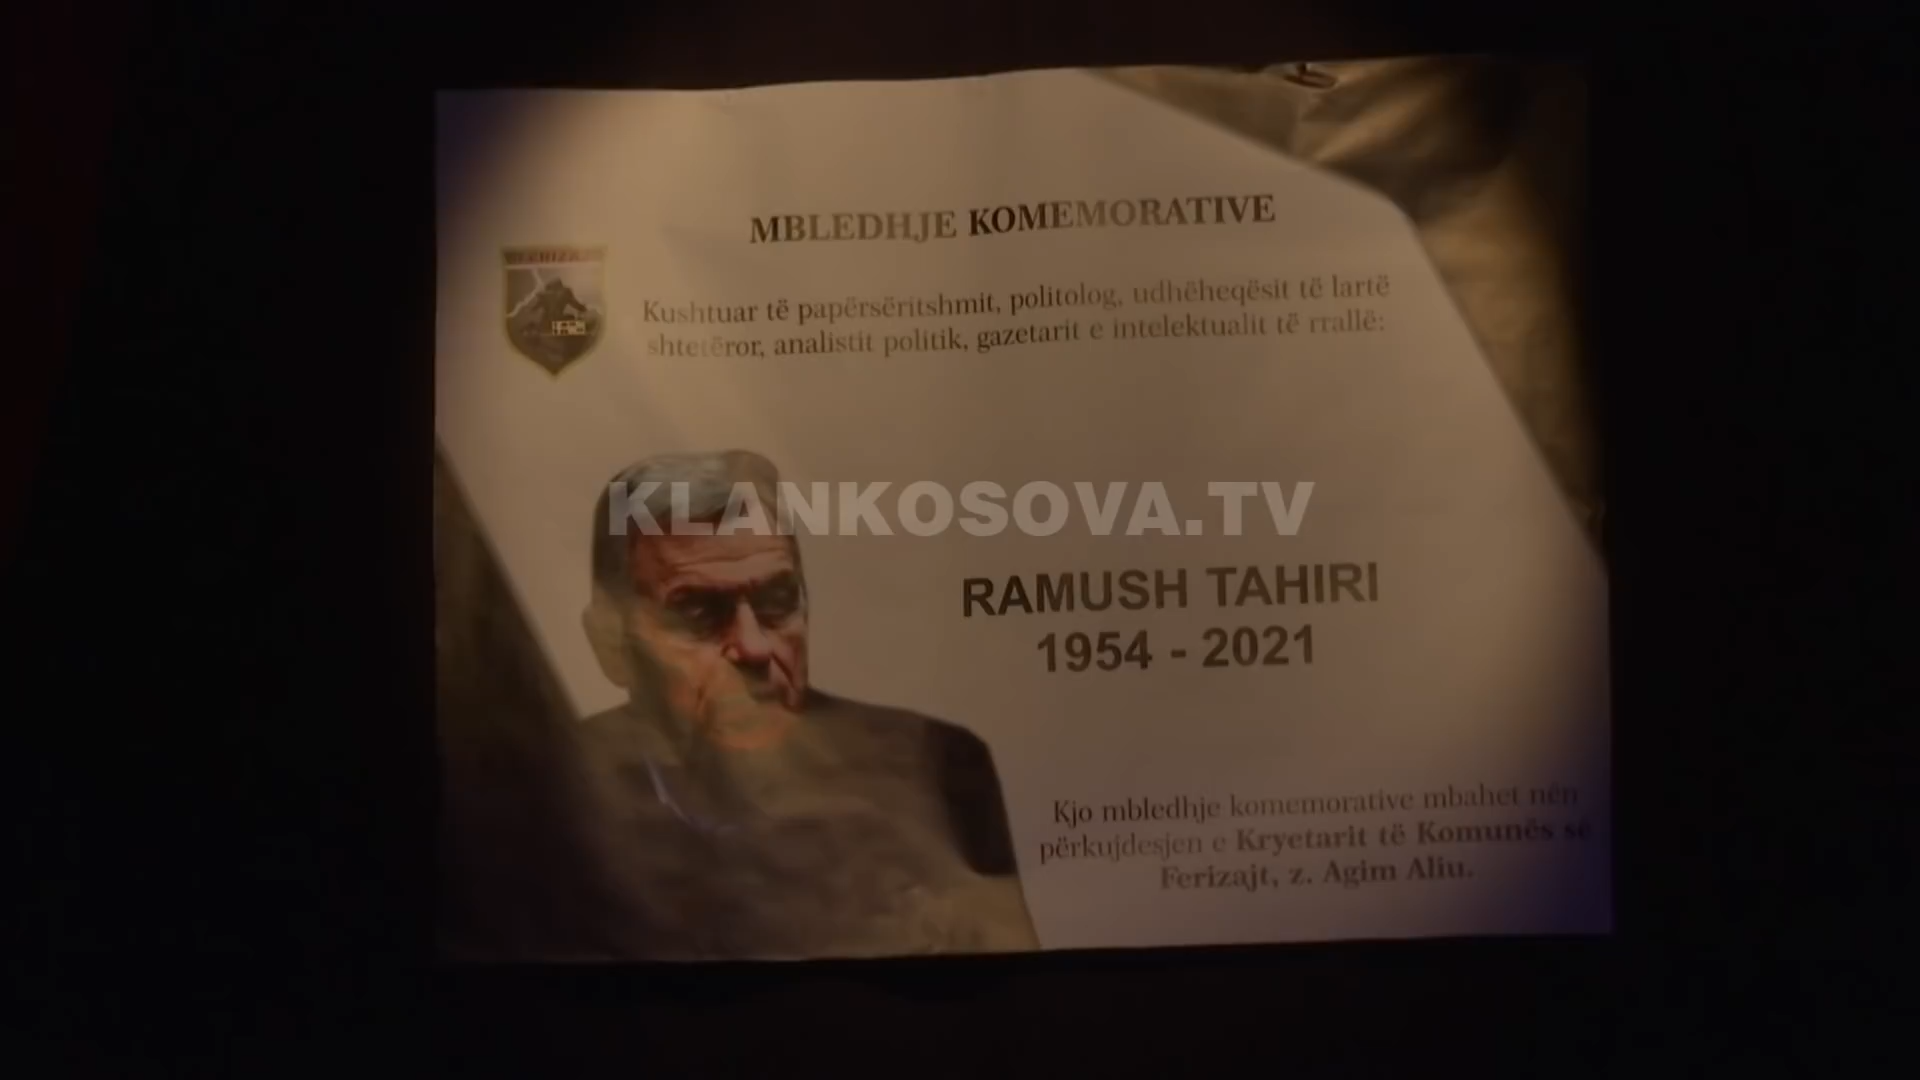 MBLEDHJE KOMEMORATIVE
FERIZAJ
Kushtuar të papërsëritshmit, politolog, udhëheqësit të lartë
shtetëror, analistit politik, gazetarit e intelektualit të rrallë:
KLANKOSOVA.TV
RAMUSH TAHIRI
1954 - 2021
Kjo mbledhje komemorative mbahet nën
përkujdesjen e Kryetarit të Komunës së
Ferizajt, z. Agim Aliu.